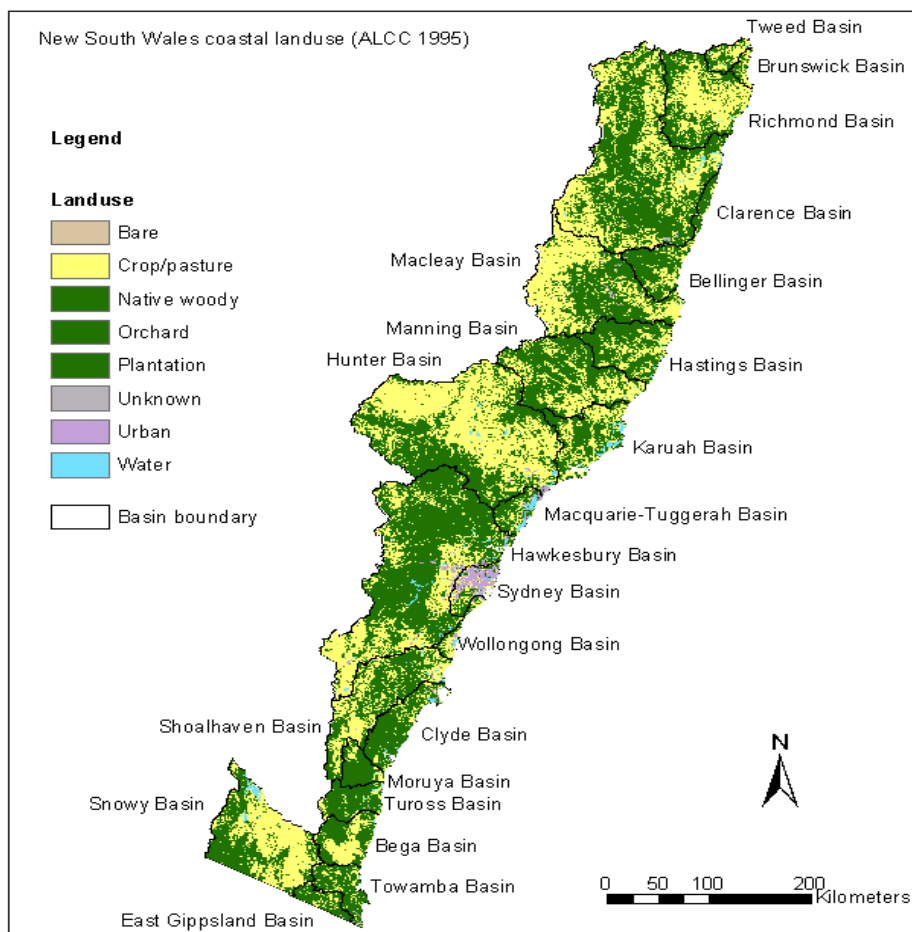 New South Wales coastal landuse (ALCC 1995)
Tweed Basin
Brunswick Basin
Richmond Basin
Legend
Landuse
Bare
Crop/pasture
Native woody
Orchard
Plantation
Unknown
Urban
Water
Basin boundary
Clarence Basin
Macleay Basin
Bellinger Basin
Manning Basin
Hunter Basin
Hastings Basin
Karuah Basin
Macquarie-Tuggerah Basin
Hawkesbury Basin
Sydney Basin
Wollongong Basin
Shoalhaven Basin
Clyde Basin
Moruya Basin
Snowy Basin
Tuross Basin
Bega Basin
Towamba Basin
East Gippsland Basin
N
0 50 100 200
Kilometers